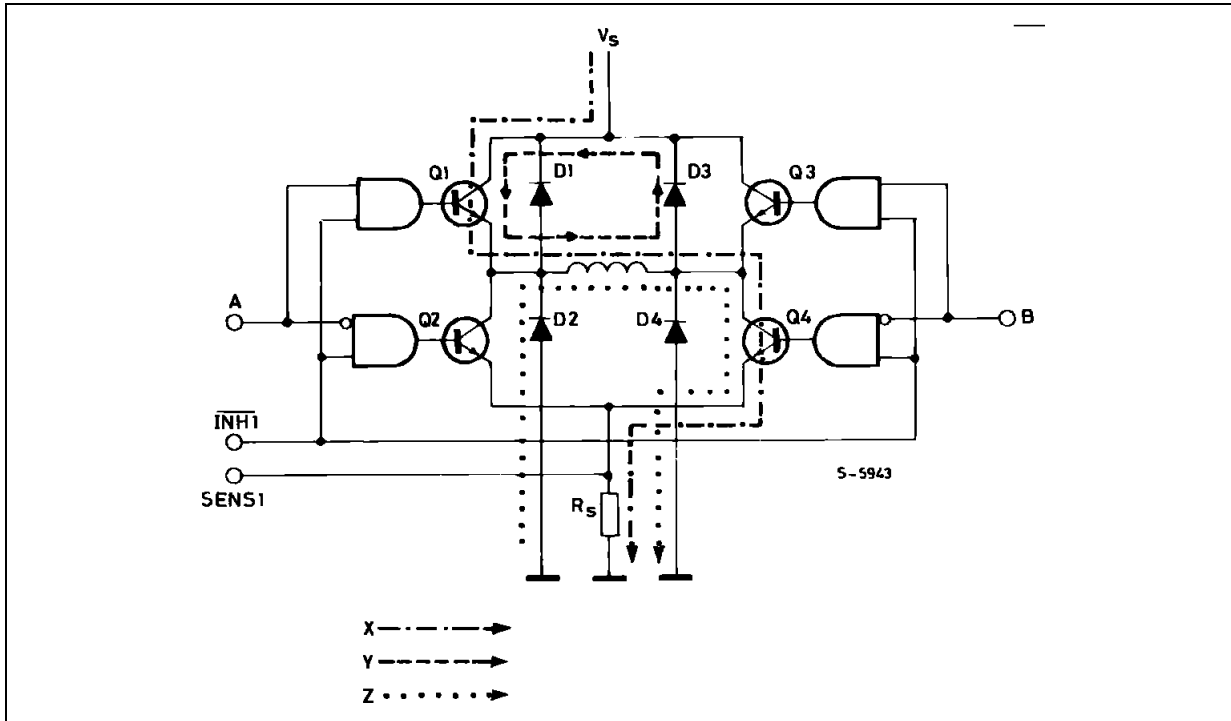 Vs
Q1 D1 D3 Q3
A Q2 D2 D4 Q4 B
INH1
SENS1
Rs
S-5943
X
Y
Z